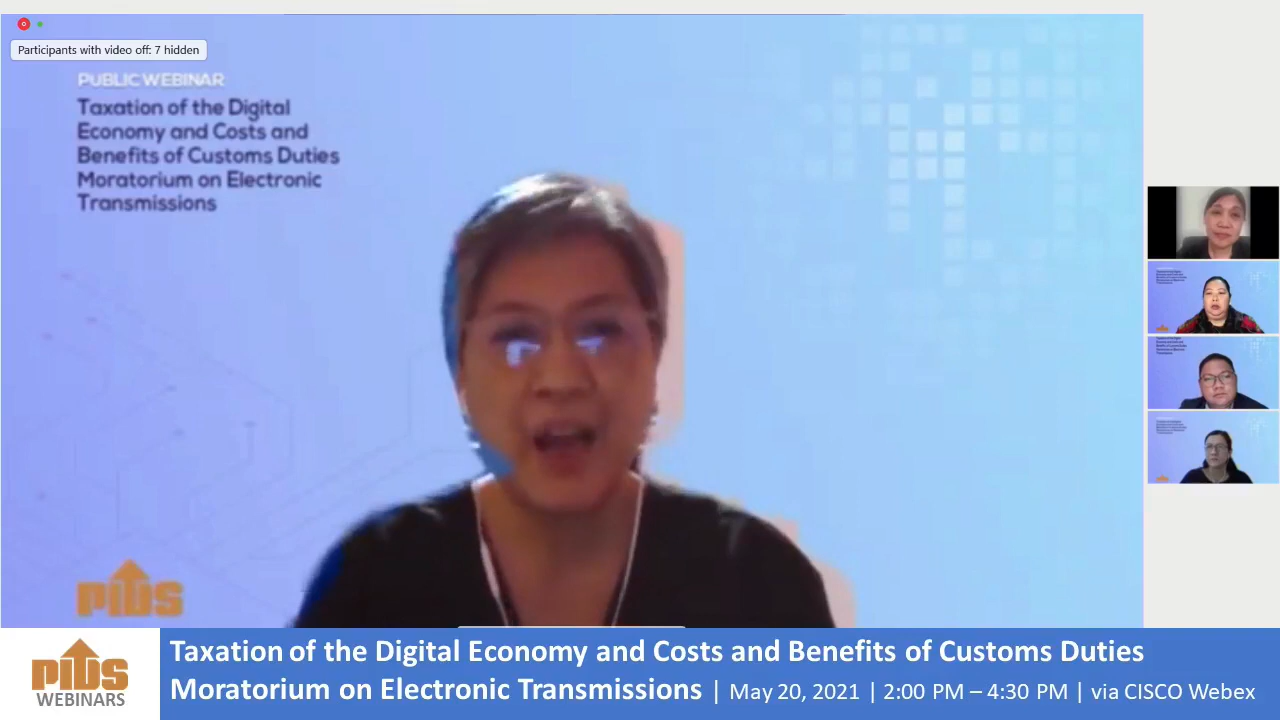 Participants with video off: 7 hidden
PUBLIC WEBINAR
Taxation of the Digital
Economy and Costs and
Benefits of Customs Duties
Moratorium on Electronic
Transmissions
PIDS
PIDS
WEBINARS
Taxation of the Digital Economy and Costs and Benefits of Customs Duties
Moratorium on Electronic Transmissions | May 20, 2021 | 2:00 PM – 4:30 PM | via CISCO Webex